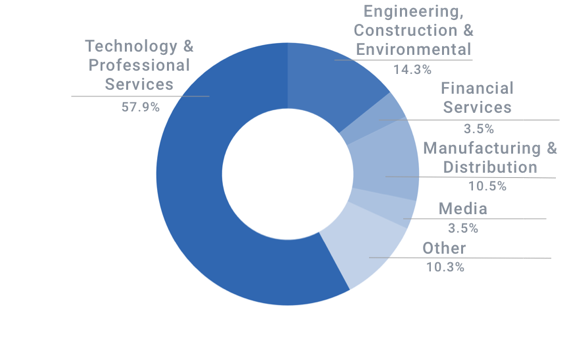 Technology &
Professional
Services
57.9%
Engineering,
Construction &
Environmental
14.3%
Financial
Services
3.5%
Manufacturing &
Distribution
10.5%
Media
3.5%
Other
10.3%